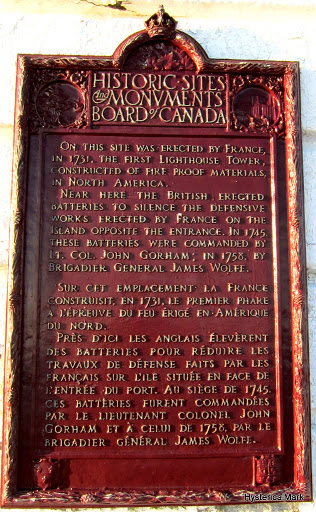 HISTORIC SITES
and MONVMENTS
BOARD of CANADA
ON THIS SITE WAS ERECTED BY FRANCE,
IN 1731, THE FIRST LIGHTHOUSE TOWER,
CONSTRUCTED OF FIRE PROOF MATERIALS,
IN NORTH AMERICA.
NEAR HERE THE BRITISH ERECTED
BATTERIES TO SILENCE THE DEFENSIVE
WORKS ERECTED BY FRANCE ON THE
ISLAND OPPOSITE THE ENTRANCE. IN 1745,
THESE BATTERIES WERE COMMANDED BY
LT. COL. JOHN GORHAM; IN 1758, BY
BRIGADIER GENERAL JAMES WOLFE.
SUR CET EMPLACEMENT LA FRANCE
CONSTRUISIT, EN 1731, LE PREMIER PHARE
A L'ÉPREUVE DU FEU ÉRIGÉ EN AMÉRIQUE
DU NORD.
PRÈS D'ICI LES ANGLAIS ÉLEVÈRENT
DES BATTERIES POUR RÉDUIRE LES
TRAVAUX DE DÉFENSE FAITS PAR LES
FRANÇAIS SUR L'ILE SITUÉE EN FACE DE
L'ENTRÉE DU PORT. AU SIÈGE DE 1745,
CES BATTERIES FURENT COMMANDÉES
PAR LE LIEUTENANT COLONEL JOHN
GORHAM ET À CELUI DE 1758, PAR LE
BRIGADIER GÉNÉRAL JAMES WOLFE.
Hysterica Mark